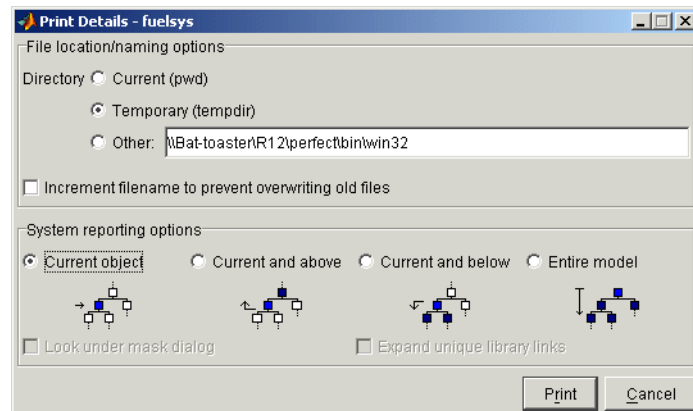 Print Details - fuelsys
File location/naming options
Directory Current (pwd)
Temporary (tempdir)
Other: \\Bat-toaster\R12\perfect\bin\win32
Increment filename to prevent overwriting old files
System reporting options
Current object Current and above Current and below Entire model
Look under mask dialog Expand unique library links
Print Cancel